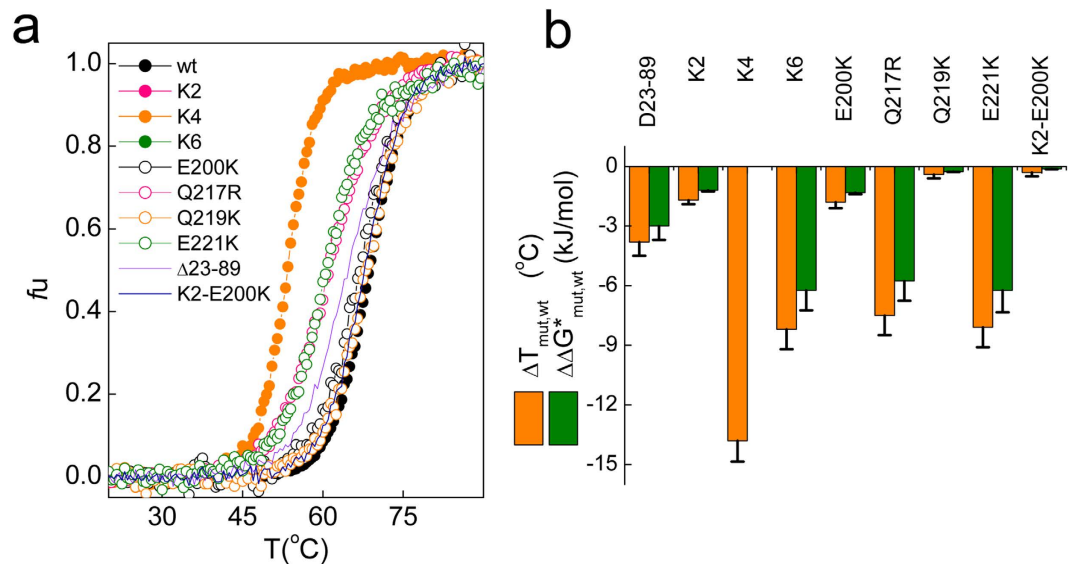 a
fu
1.0
0.8
0.6
0.4
0.2
0.0
wt
K2
K4
K6
E200K
Q217R
Q219K
E221K
Δ23-89
K2-E200K
30 45 60 75
T(°C)
b
D23-89 K2 K4 K6 E200K Q217R Q219K E221K K2-E200K
0
-3
-6
-9
-12
-15
ΔTmut,wt (°C)
ΔΔG*mut,wt (kJ/mol)